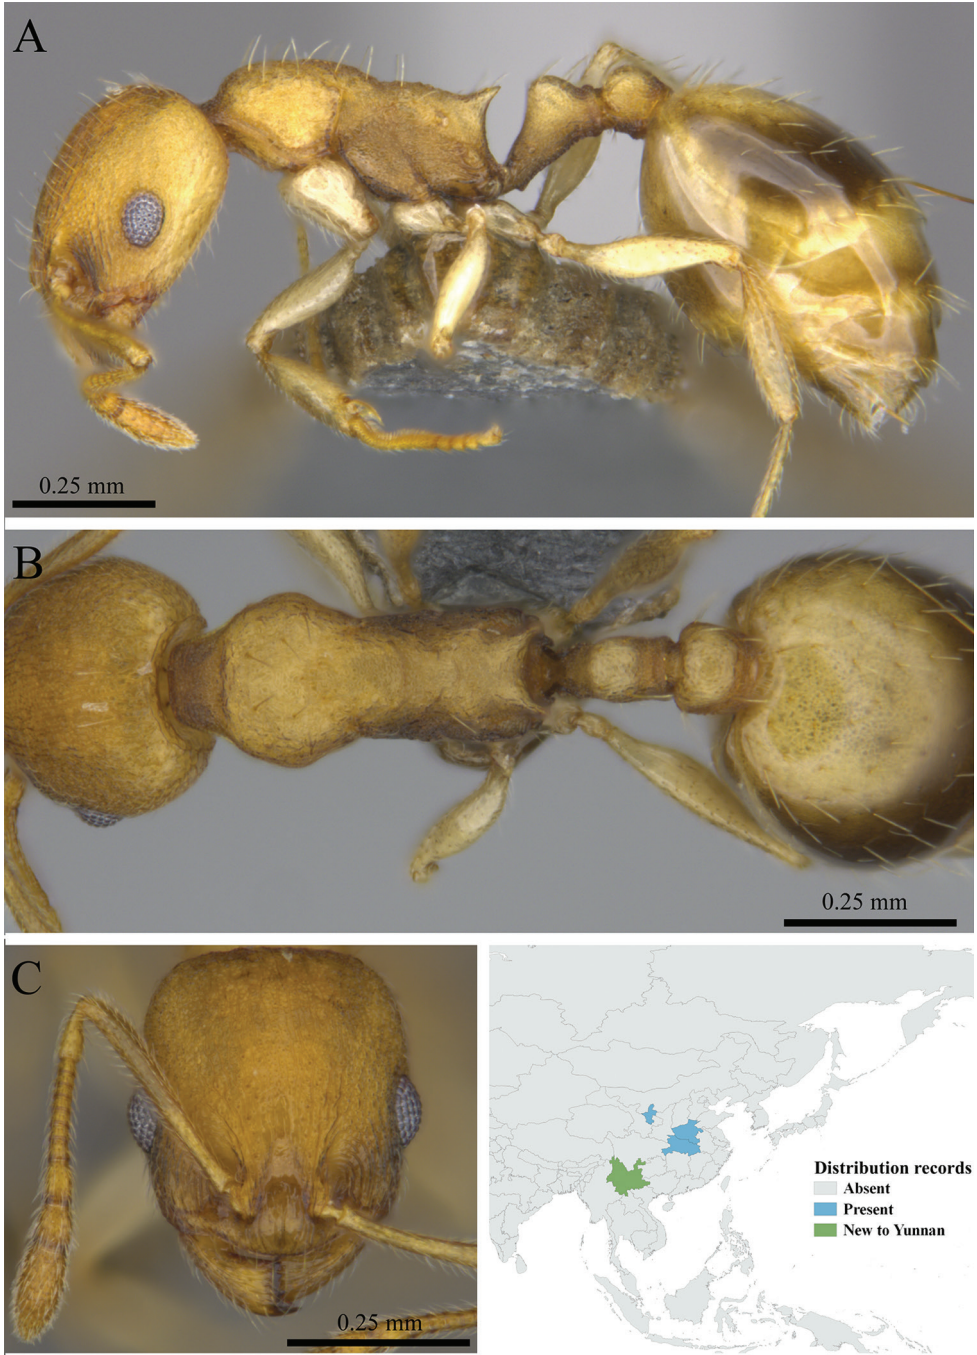 A
0.25 mm
B
0.25 mm
C
0.25 mm
Distribution records
Absent
Present
New to Yunnan